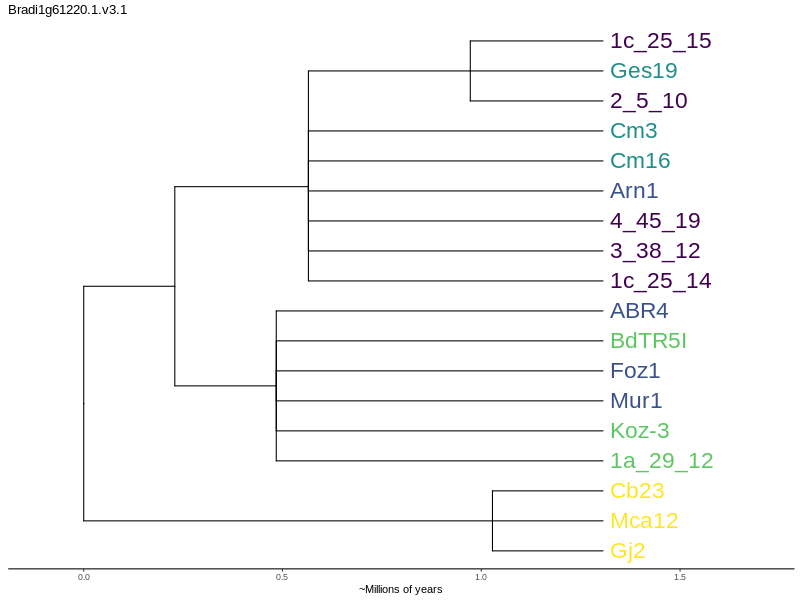 Bradi1g61220.1.v3.1
1c_25_15
Ges19
2_5_10
Cm3
Cm16
Arn1
4_45_19
3_38_12
1c_25_14
ABR4
BdTR5I
Foz1
Mur1
Koz-3
1a_29_12
Cb23
Mca12
Gj2
0.0 0.5 1.0 1.5
~Millions of years